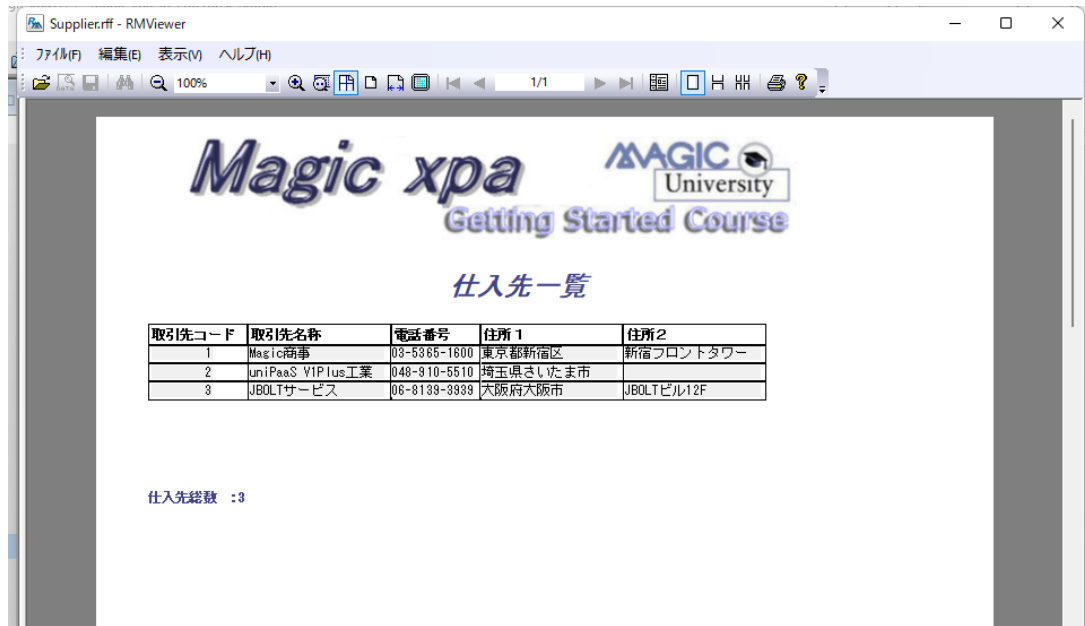 Supplier.rff - RMViewer
ファイル(F) 編集(E) 表示(V) ヘルプ(H)
100% 1/1
Magic xpa
MAGIC University
Getting Started Course
仕入先一覧
取引先コード 取引先名称 電話番号 住所1 住所2
1 Magic商事 03-5365-1600 東京都新宿区 新宿フロントタワー
2 uniPaaS V1Plus工業 048-910-5510 埼玉県さいたま市
3 JBOLTサービス 06-8139-3939 大阪府大阪市 JBOLTビル12F
仕入先総数 :3